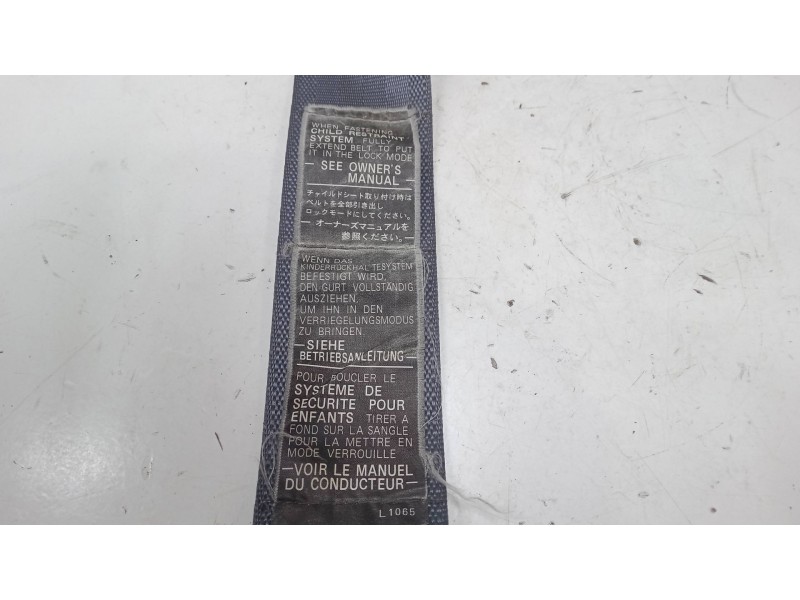 WHEN FASTENING
CHILD RESTRAINT
SYSTEM FULLY
EXTEND BELT TO PUT
IT IN THE LOCK MODE
SEE OWNER'S
MANUAL
チャイルドシート取り付け時は
ベルトを全部引き出し
ロックモードにしてください。
オーナーズマニュアルを
参照ください。
WENN DAS
KINDERRÜCKHALTESYSTEM
BEFESTIGT WIRD,
DEN GURT VOLLSTÄNDIG
AUSZIEHEN,
UM IHN IN DEN
VERRIEGELUNGSMODUS
ZU BRINGEN.
SIEHE
BETRIEBSANLEITUNG
POUR BOUCLER LE
SYSTÈME DE
SÉCURITÉ POUR
ENFANTS TIRER A
FOND SUR LA SANGLE
POUR LA METTRE EN
MODE VERROUILLE
VOIR LE MANUEL
DU CONDUCTEUR
L1065